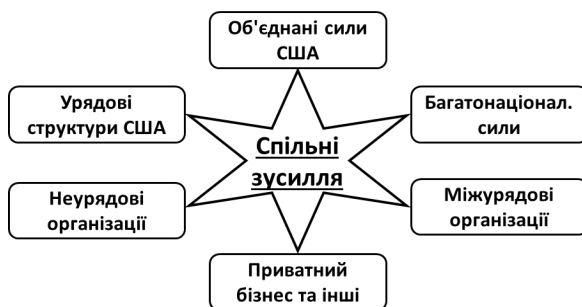 Об'єднані сили
США
Урядові
структури США
Багатонаціонал.
сили
Спільні
зусилля
Неурядові
організації
Міжурядові
організації
Приватний
бізнес та інші